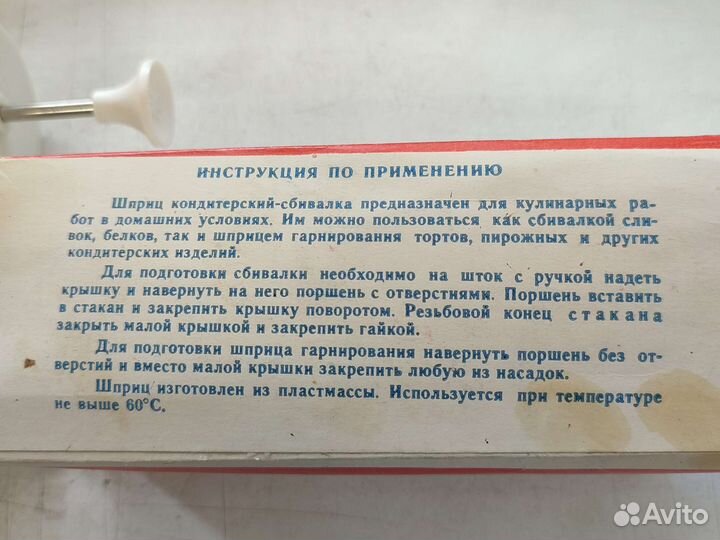 ИНСТРУКЦИЯ ПО ПРИМЕНЕНИЮ
Шприц кондитерский-сбивалка предназначен для кулинарных ра-
бот в домашних условиях. Им можно пользоваться как сбивалкой сли-
вок, белков, так и шприцем гарнирования тортов, пирожных и других
кондитерских изделий.
Для подготовки сбивалки необходимо на шток с ручкой надеть
крышку и навернуть на него поршень с отверстиями. Поршень вставить
в стакан и закрепить крышку поворотом. Резьбовой конец стакана
закрыть малой крышкой и закрепить гайкой.
Для подготовки шприца гарнирования навернуть поршень без от-
верстий и вместо малой крышки закрепить любую из насадок.
Шприц изготовлен из пластмассы. Используется при температуре
не выше 60°С.
Avito